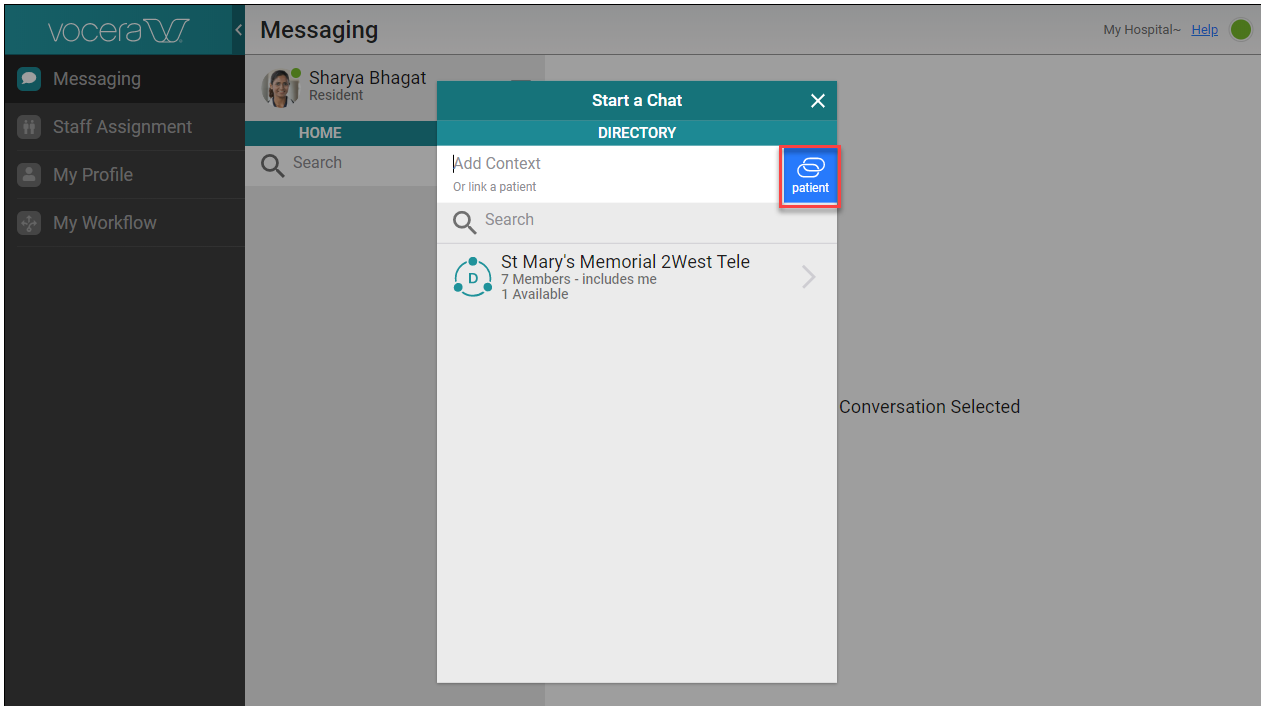 vocera
Messaging
My Hospital~ Help
Messaging
Staff Assignment
My Profile
My Workflow
Sharya Bhagat
Resident
HOME
Search
Start a Chat
DIRECTORY
Add Context
Or link a patient
patient
Search
D
St Mary's Memorial 2West Tele
7 Members - includes me
1 Available
Conversation Selected